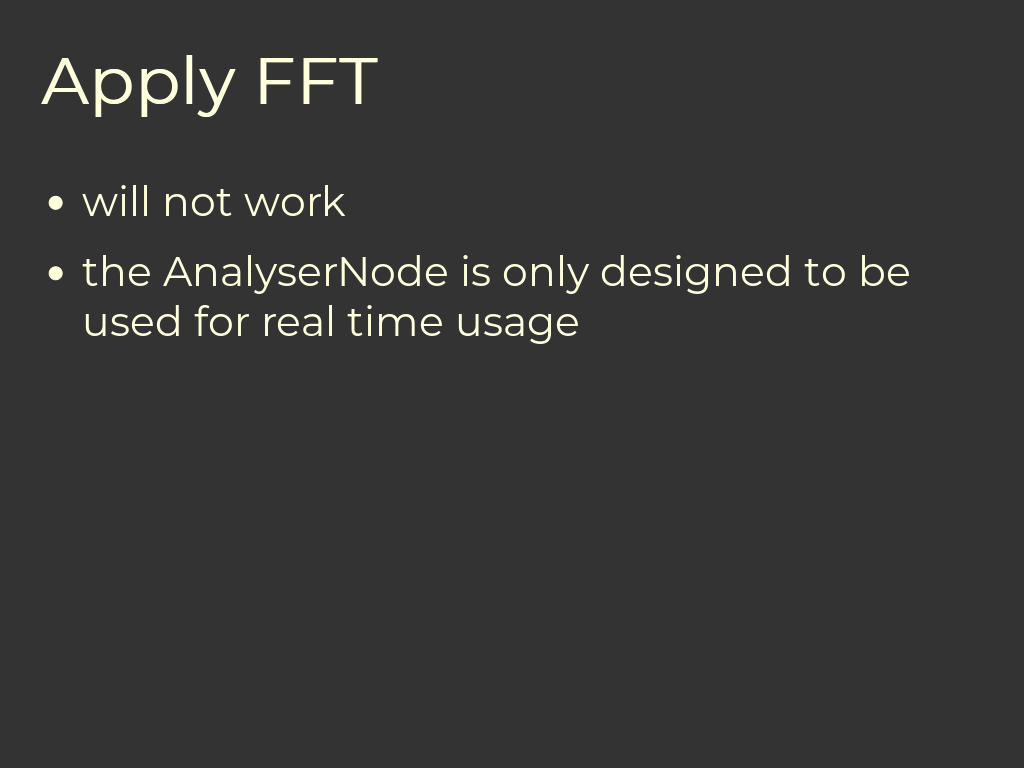 Apply FFT
• will not work
• the AnalyserNode is only designed to be
used for real time usage